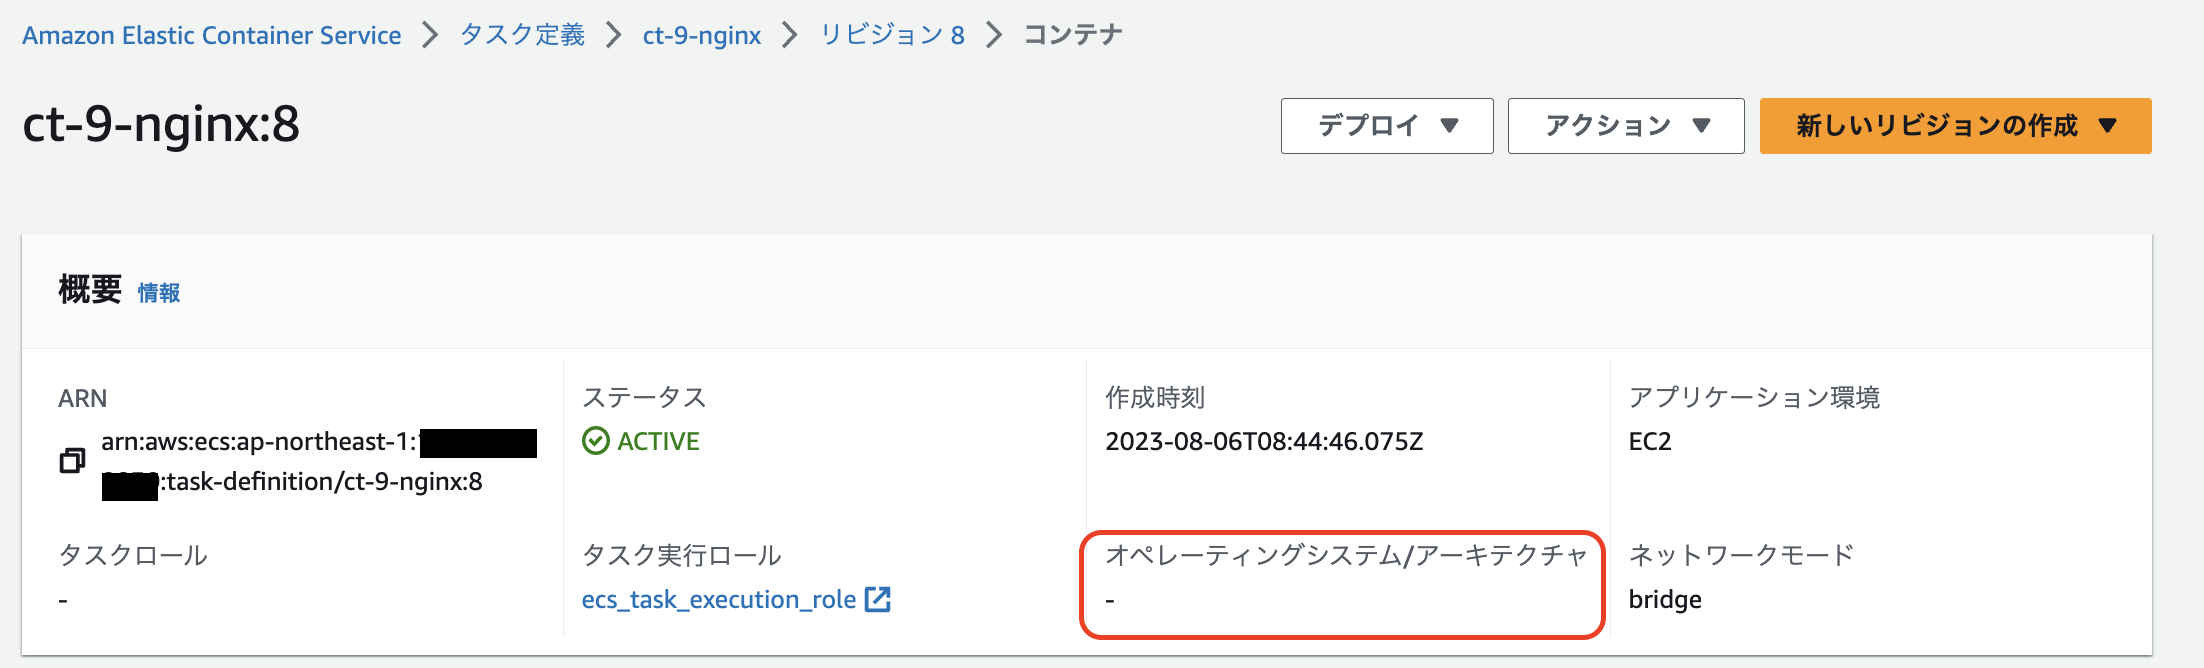 Amazon Elastic Container Service > タスク定義 > ct-9-nginx > リビジョン 8 > コンテナ
ct-9-nginx:8
デプロイ ▼ アクション ▼ 新しいリビジョンの作成 ▼
概要 情報
ARN
arn:aws:ecs:ap-northeast-1:
:task-definition/ct-9-nginx:8
ステータス
ACTIVE
作成時刻
2023-08-06T08:44:46.075Z
アプリケーション環境
EC2
タスクロール
-
タスク実行ロール
ecs_task_execution_role
オペレーティングシステム/アーキテクチャ
-
ネットワークモード
bridge